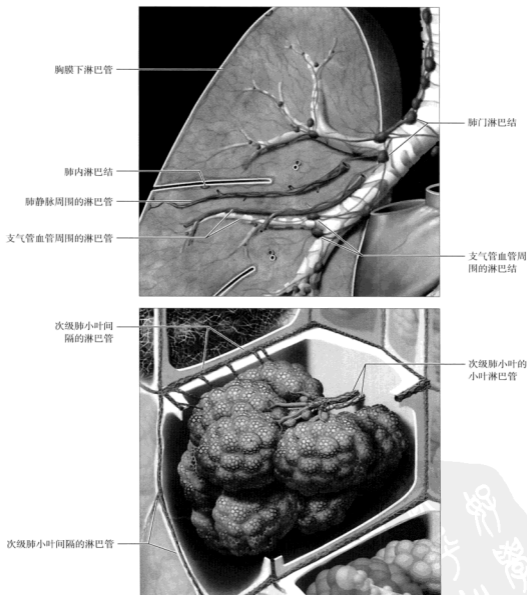 胸膜下淋巴管
肺门淋巴结
肺内淋巴结
肺静脉周围的淋巴管
支气管血管周围的淋巴管
支气管血管周
围的淋巴结
次级肺小叶间
隔的淋巴管
次级肺小叶的
小叶淋巴管
次级肺小叶间隔的淋巴管